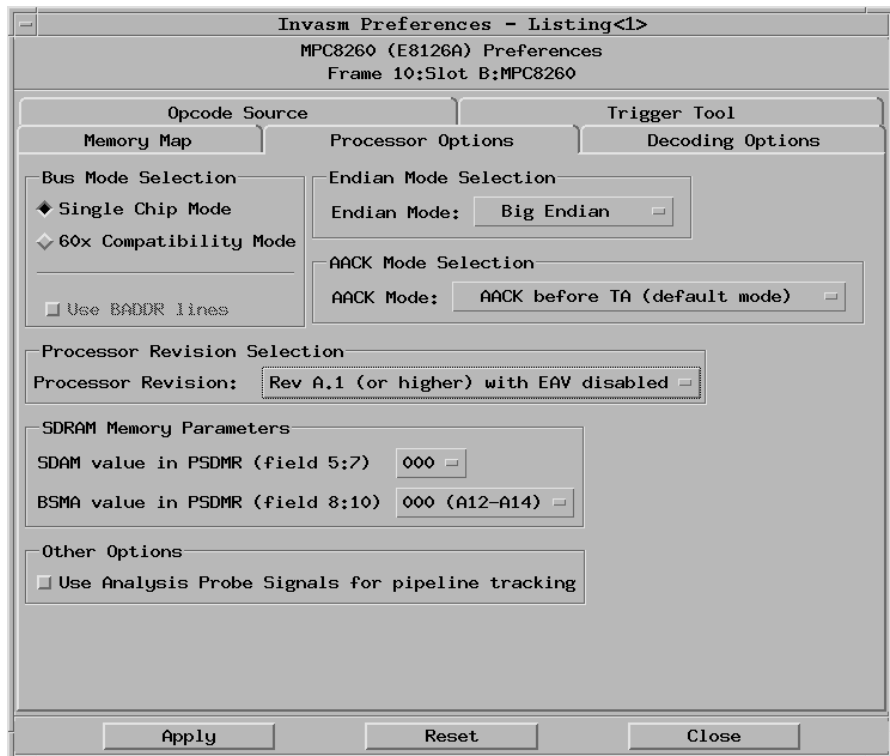 Invasm Preferences - Listing<1>
MPC8260 (E8126A) Preferences
Frame 10:Slot B:MPC8260
Opcode Source
Trigger Tool
Memory Map
Processor Options
Decoding Options
Bus Mode Selection
Single Chip Mode
60x Compatibility Mode
Use BADDR lines
Endian Mode Selection
Endian Mode: Big Endian
AACK Mode Selection
AACK Mode: AACK before TA (default mode)
Processor Revision Selection
Processor Revision: Rev A.1 (or higher) with EAV disabled
SDRAM Memory Parameters
SDAM value in PSDMR (field 5:7) 000
BSMA value in PSDMR (field 8:10) 000 (A12-A14)
Other Options
Use Analysis Probe Signals for pipeline tracking
Apply
Reset
Close